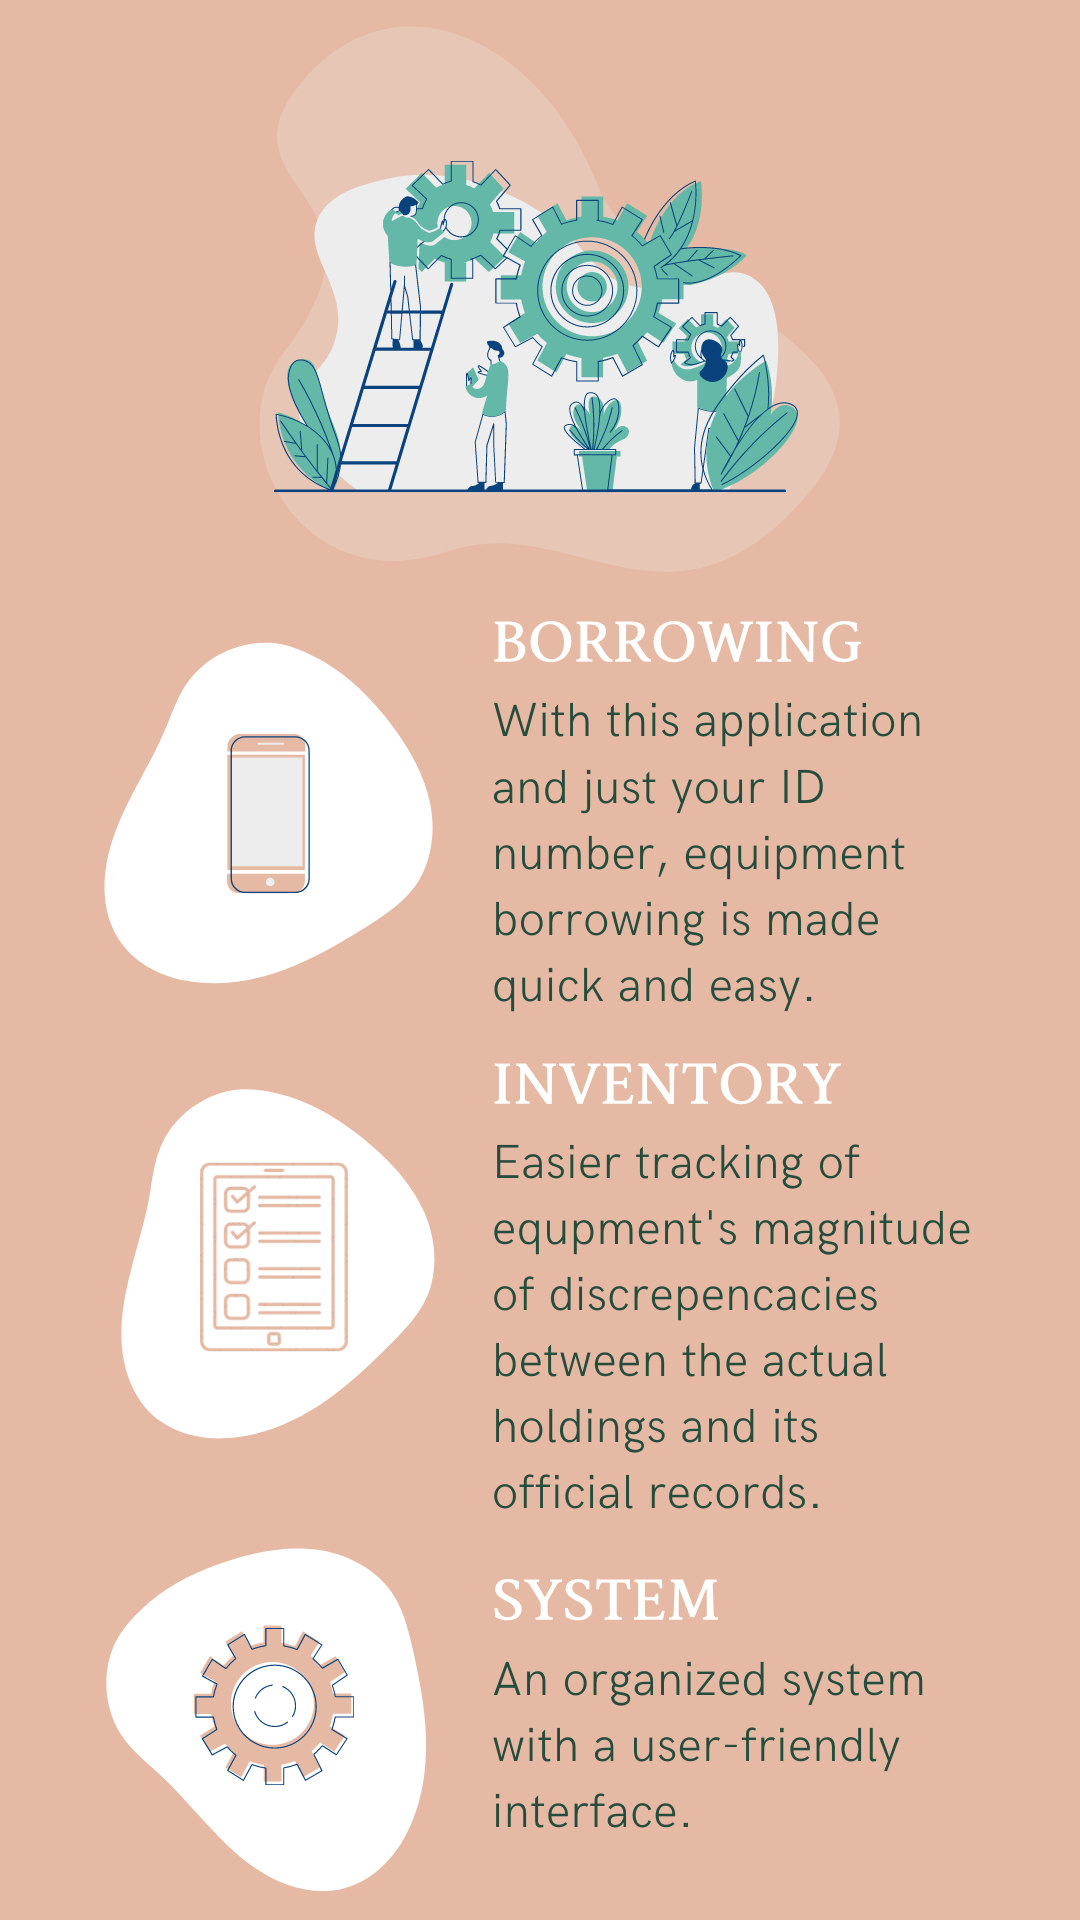 BORROWING
With this application
and just your ID
number, equipment
borrowing is made
quick and easy.
INVENTORY
Easier tracking of
equpment's magnitude
of discrepencacies
between the actual
holdings and its
official records.
SYSTEM
An organized system
with a user-friendly
interface.